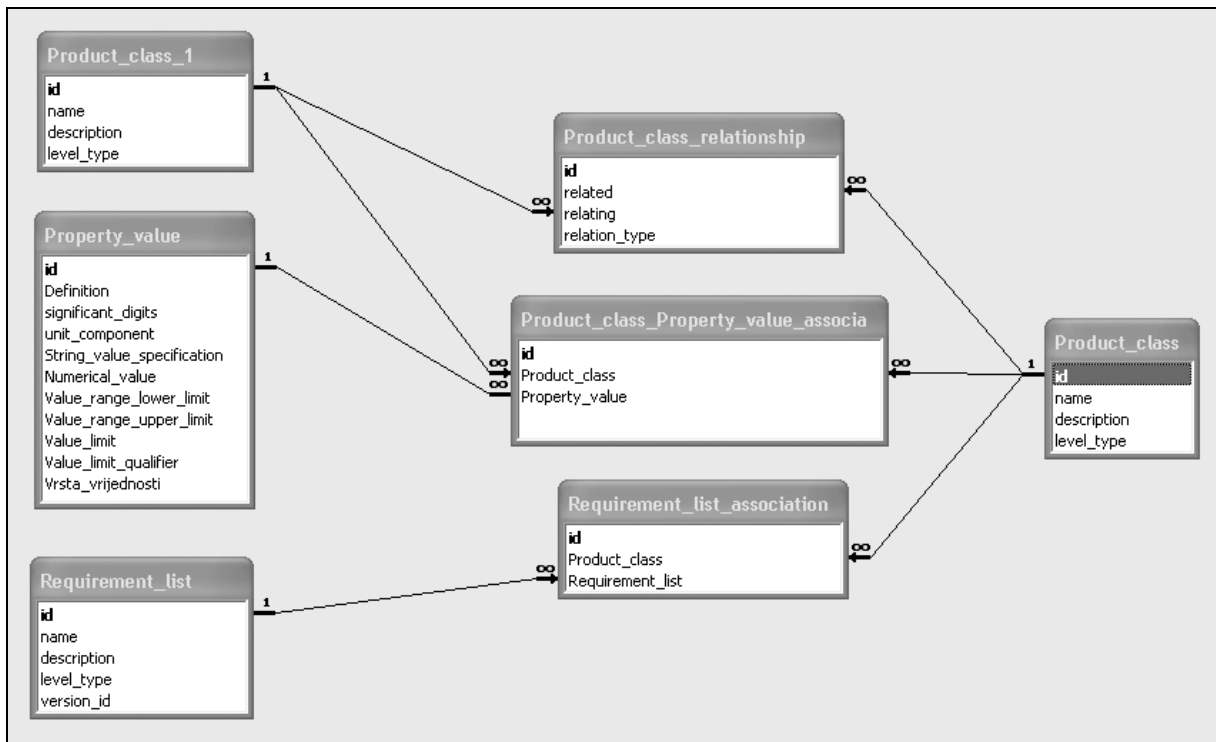 Product_class_1
id
name
description
level_type
1
Property_value
id
Definition
significant_digits
unit_component
String_value_specification
Numerical_value
Value_range_lower_limit
Value_range_upper_limit
Value_limit
Value_limit_qualifier
Vrsta_vrijednosti
1
Requirement_list
id
name
description
level_type
version_id
1
Product_class_relationship
id
related
relating
relation_type
∞
∞
Product_class_Property_value_associa
id
Product_class
Property_value
∞
∞
∞
Requirement_list_association
id
Product_class
Requirement_list
∞
∞
Product_class
id
name
description
level_type
1